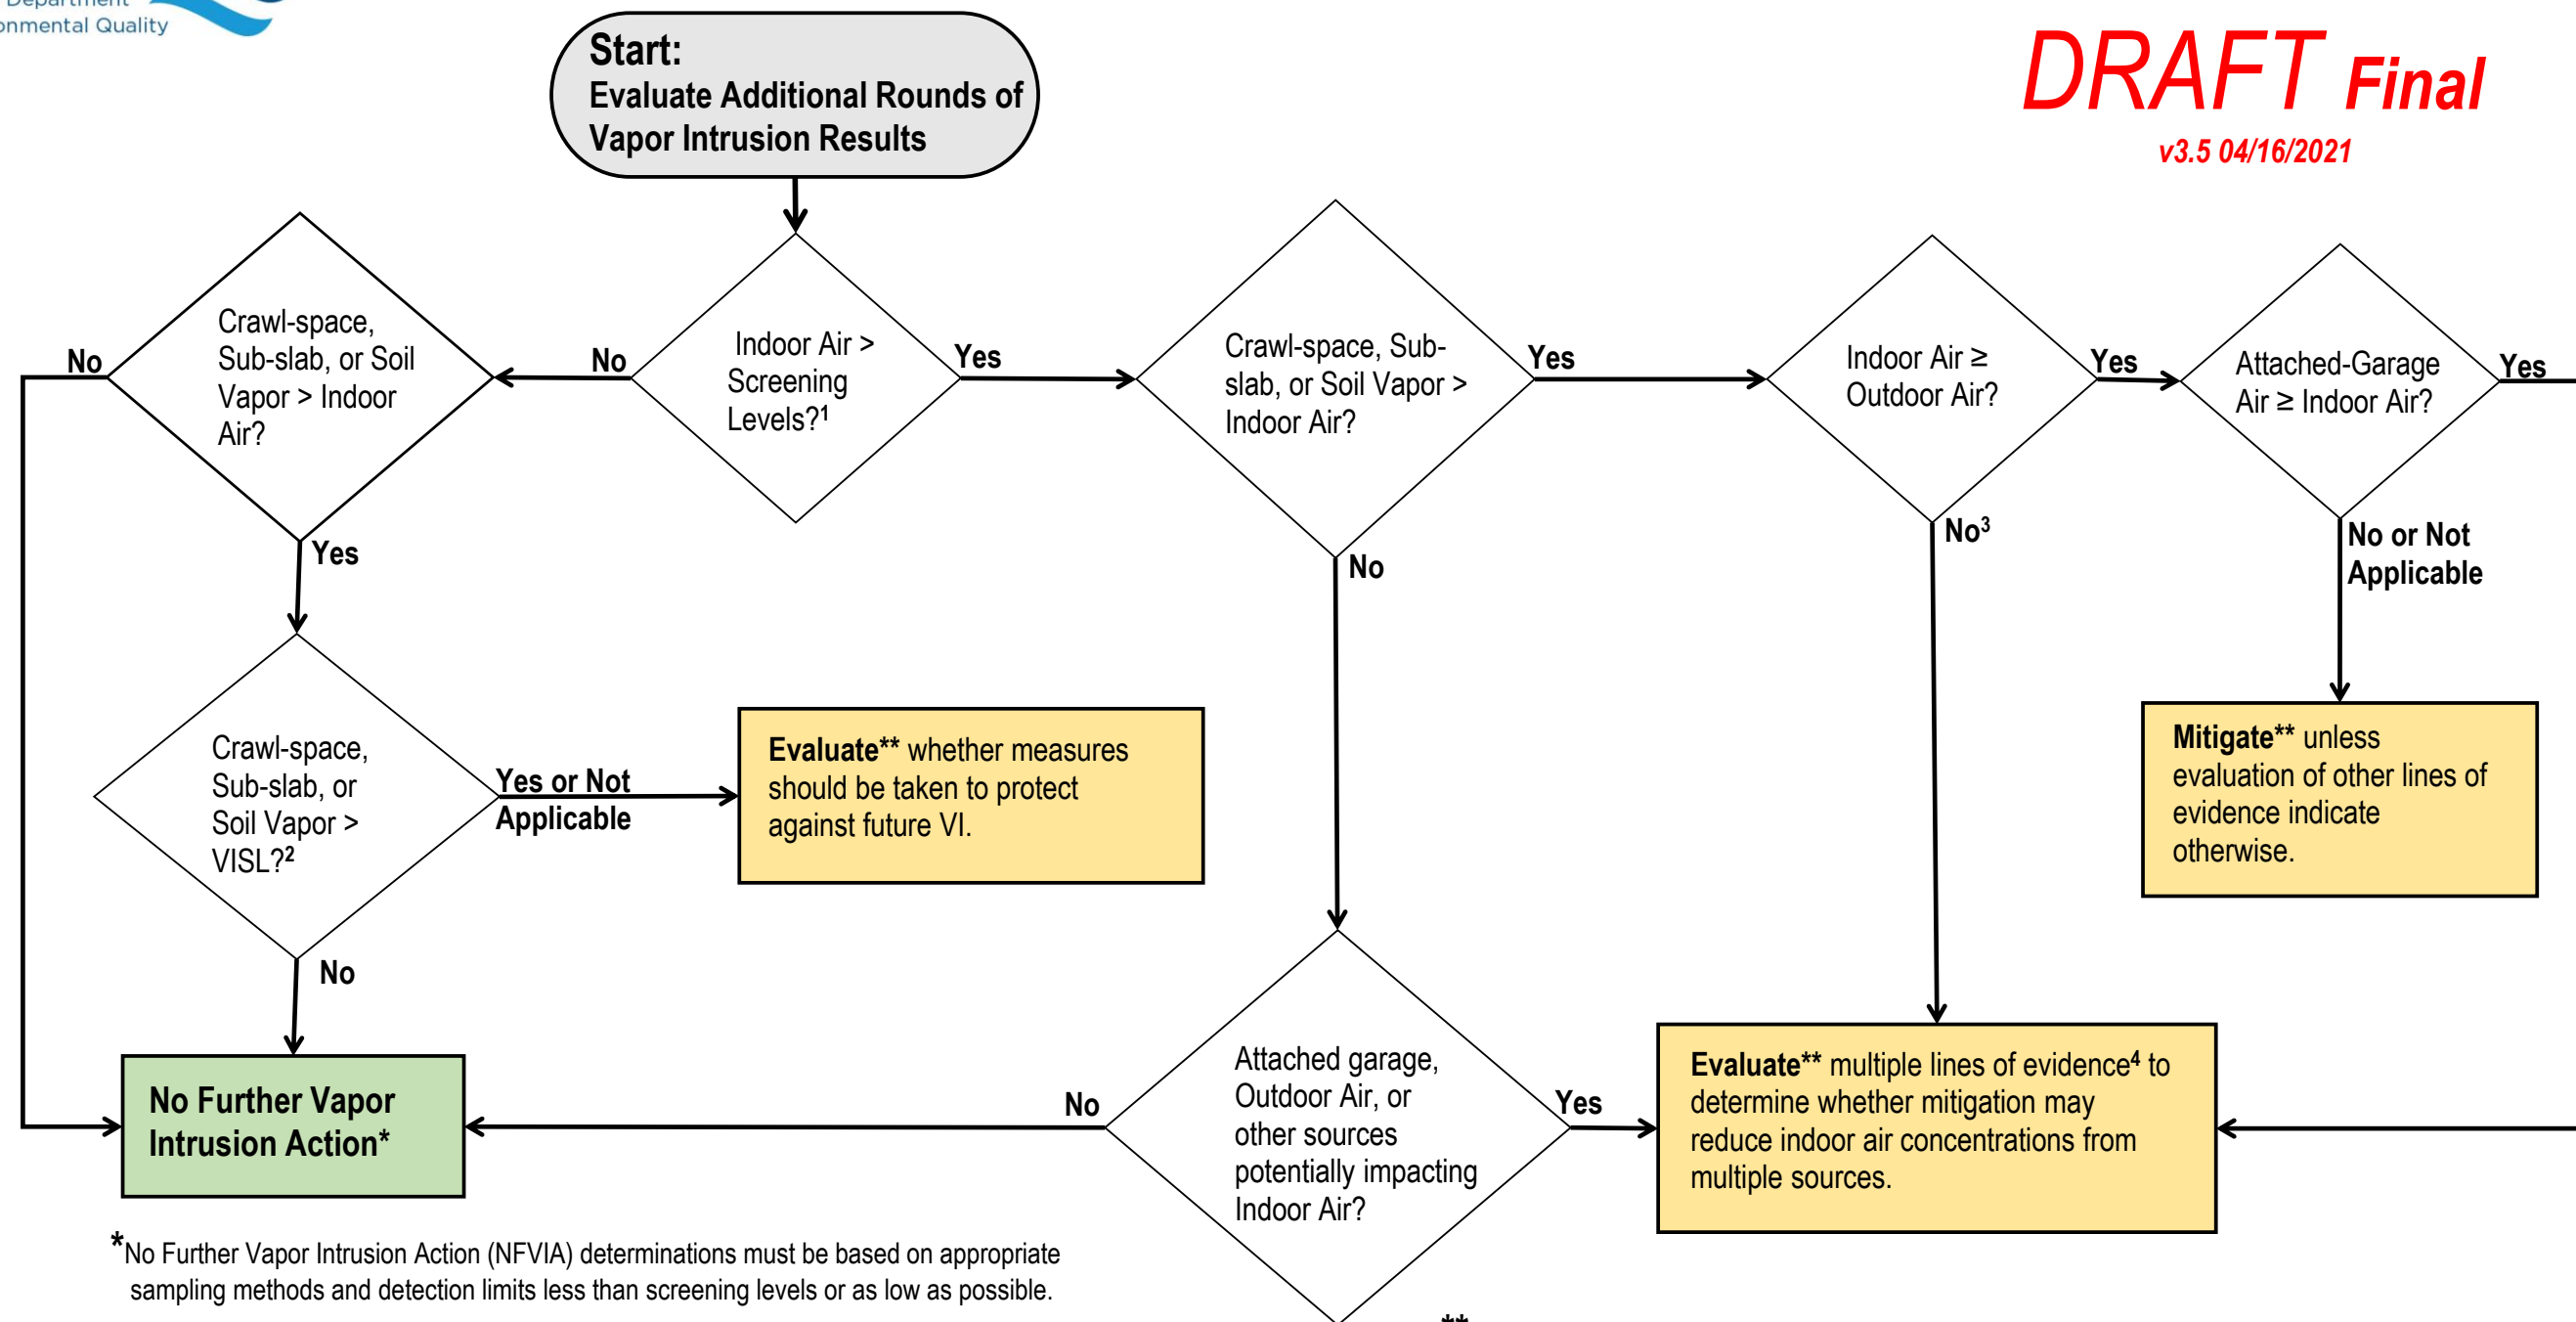 Department
onmental Quality
Start:
Evaluate Additional Rounds of
Vapor Intrusion Results
DRAFT Final
v3.5 04/16/2021
Crawl-space,
Sub-slab, or Soil
Vapor > Indoor
Air?
No
Yes
Indoor Air >
Screening
Levels?¹
No
Yes
Crawl-space, Sub-
slab, or Soil Vapor >
Indoor Air?
Yes
No
Indoor Air ≥
Outdoor Air?
Yes
No³
Attached-Garage
Air ≥ Indoor Air?
Yes
No or Not
Applicable
Crawl-space,
Sub-slab, or
Soil Vapor >
VISL?²
Yes or Not
Applicable
No
Evaluate** whether measures
should be taken to protect
against future VI.
Mitigate** unless
evaluation of other lines of
evidence indicate
otherwise.
No Further Vapor
Intrusion Action*
No
Attached garage,
Outdoor Air, or
other sources
potentially impacting
Indoor Air?
Yes
Evaluate** multiple lines of evidence⁴ to
determine whether mitigation may
reduce indoor air concentrations from
multiple sources.
*No Further Vapor Intrusion Action (NFVIA) determinations must be based on appropriate
sampling methods and detection limits less than screening levels or as low as possible.
**